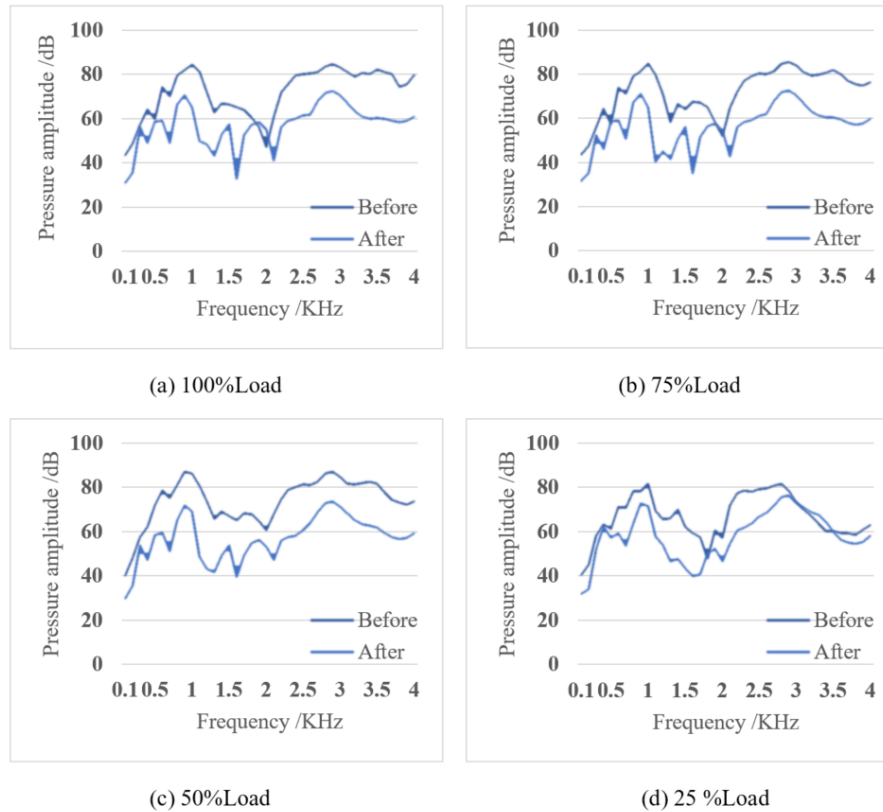 100
80
60
40
20
0
Pressure amplitude /dB
Before
After
0.1 0.5 1 1.5 2 2.5 3 3.5 4
Frequency /KHz
(a) 100%Load
100
80
60
40
20
0
Pressure amplitude /dB
Before
After
0.1 0.5 1 1.5 2 2.5 3 3.5 4
Frequency /KHz
(b) 75%Load
100
80
60
40
20
0
Pressure amplitude /dB
Before
After
0.1 0.5 1 1.5 2 2.5 3 3.5 4
Frequency /KHz
(c) 50%Load
100
80
60
40
20
0
Pressure amplitude /dB
Before
After
0.1 0.5 1 1.5 2 2.5 3 3.5 4
Frequency /KHz
(d) 25 %Load